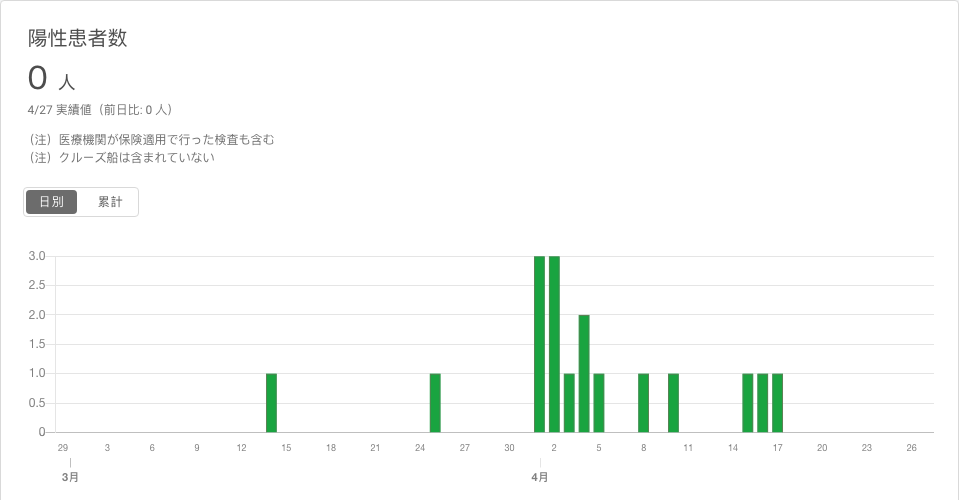 陽性患者数
0 人
4/27 実績値（前日比: 0 人）
（注）医療機関が保険適用で行った検査も含む
（注）クルーズ船は含まれていない
日別 累計
3.0
2.5
2.0
1.5
1.0
0.5
0
29 3 6 9 12 15 18 21 24 27 30 2 5 8 11 14 17 20 23 26
3月 4月